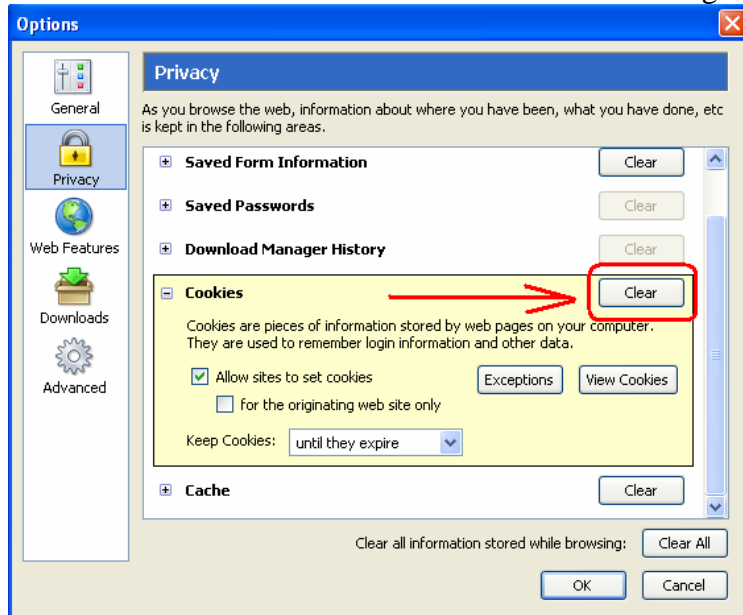 Options
Privacy
General
As you browse the web, information about where you have been, what you have done, etc
is kept in the following areas.
Saved Form Information
Clear
Privacy
Saved Passwords
Clear
Web Features
Download Manager History
Clear
Cookies
Clear
Downloads
Cookies are pieces of information stored by web pages on your computer.
They are used to remember login information and other data.
Advanced
Allow sites to set cookies
Exceptions
View Cookies
for the originating web site only
Keep Cookies:
until they expire
Cache
Clear
Clear all information stored while browsing:
Clear All
OK
Cancel